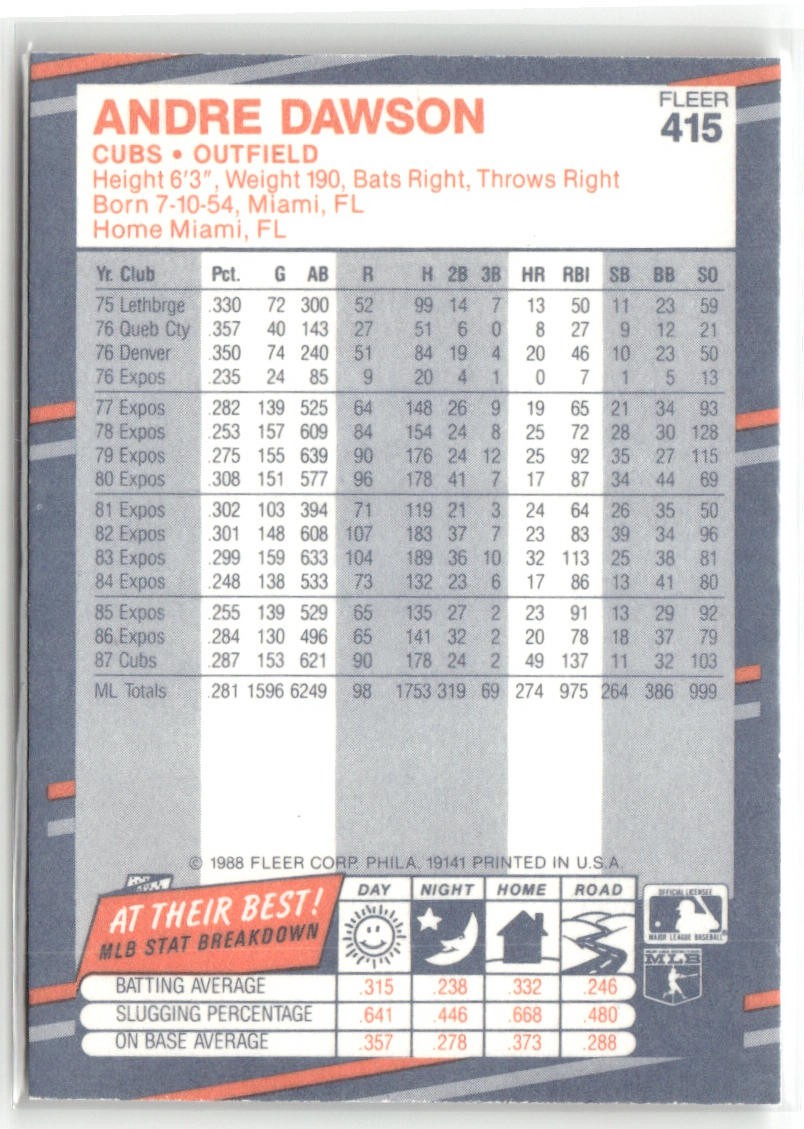 ANDRE DAWSON
FLEER
415
CUBS • OUTFIELD
Height 6'3", Weight 190, Bats Right, Throws Right
Born 7-10-54, Miami, FL
Home Miami, FL
Yr. Club Pct. G AB R H 2B 3B HR RBI SB BB SO
75 Lethbrge .330 72 300 52 99 14 7 13 50 11 23 59
76 Queb Cty .357 40 143 27 51 6 0 8 27 9 12 21
76 Denver .350 74 240 51 84 19 4 20 46 10 23 50
76 Expos .235 24 85 9 20 4 1 0 7 1 5 13
77 Expos .282 139 525 64 148 26 9 19 65 21 34 93
78 Expos .253 157 609 84 154 24 8 25 72 28 30 128
79 Expos .275 155 639 90 176 24 12 25 92 35 27 115
80 Expos .308 151 577 96 178 41 7 17 87 34 44 69
81 Expos .302 103 394 71 119 21 3 24 64 26 35 50
82 Expos .301 148 608 107 183 37 7 23 83 39 34 96
83 Expos .299 159 633 104 189 36 10 32 113 25 38 81
84 Expos .248 138 533 73 132 23 6 17 86 13 41 80
85 Expos .255 139 529 65 135 27 2 23 91 13 29 92
86 Expos .284 130 496 65 141 32 2 20 78 18 37 79
87 Cubs .287 153 621 90 178 24 2 49 137 11 32 103
ML Totals .281 1596 6249 98 1753 319 69 274 975 264 386 999
© 1988 FLEER CORP. PHILA. 19141 PRINTED IN U.S.A.
AT THEIR BEST!
MLB STAT BREAKDOWN
DAY NIGHT HOME ROAD
BATTING AVERAGE .315 .238 .332 .246
SLUGGING PERCENTAGE .641 .446 .668 .480
ON BASE AVERAGE .357 .278 .373 .288
OFFICIAL LICENSEE
MAJOR LEAGUE BASEBALL
MLB